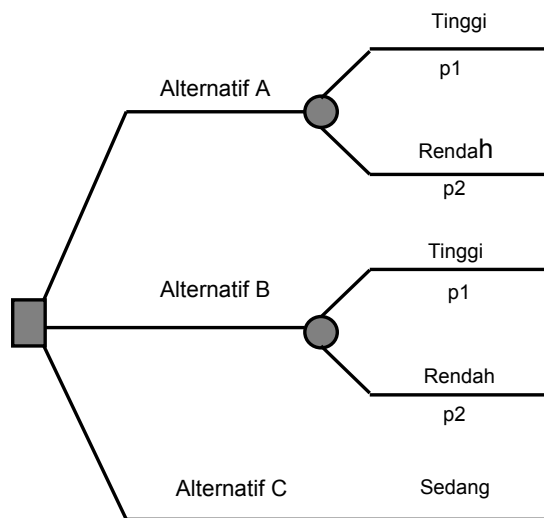 Tinggi
p1
Alternatif A
Rendah
p2
Tinggi
p1
Alternatif B
Rendah
p2
Alternatif C Sedang